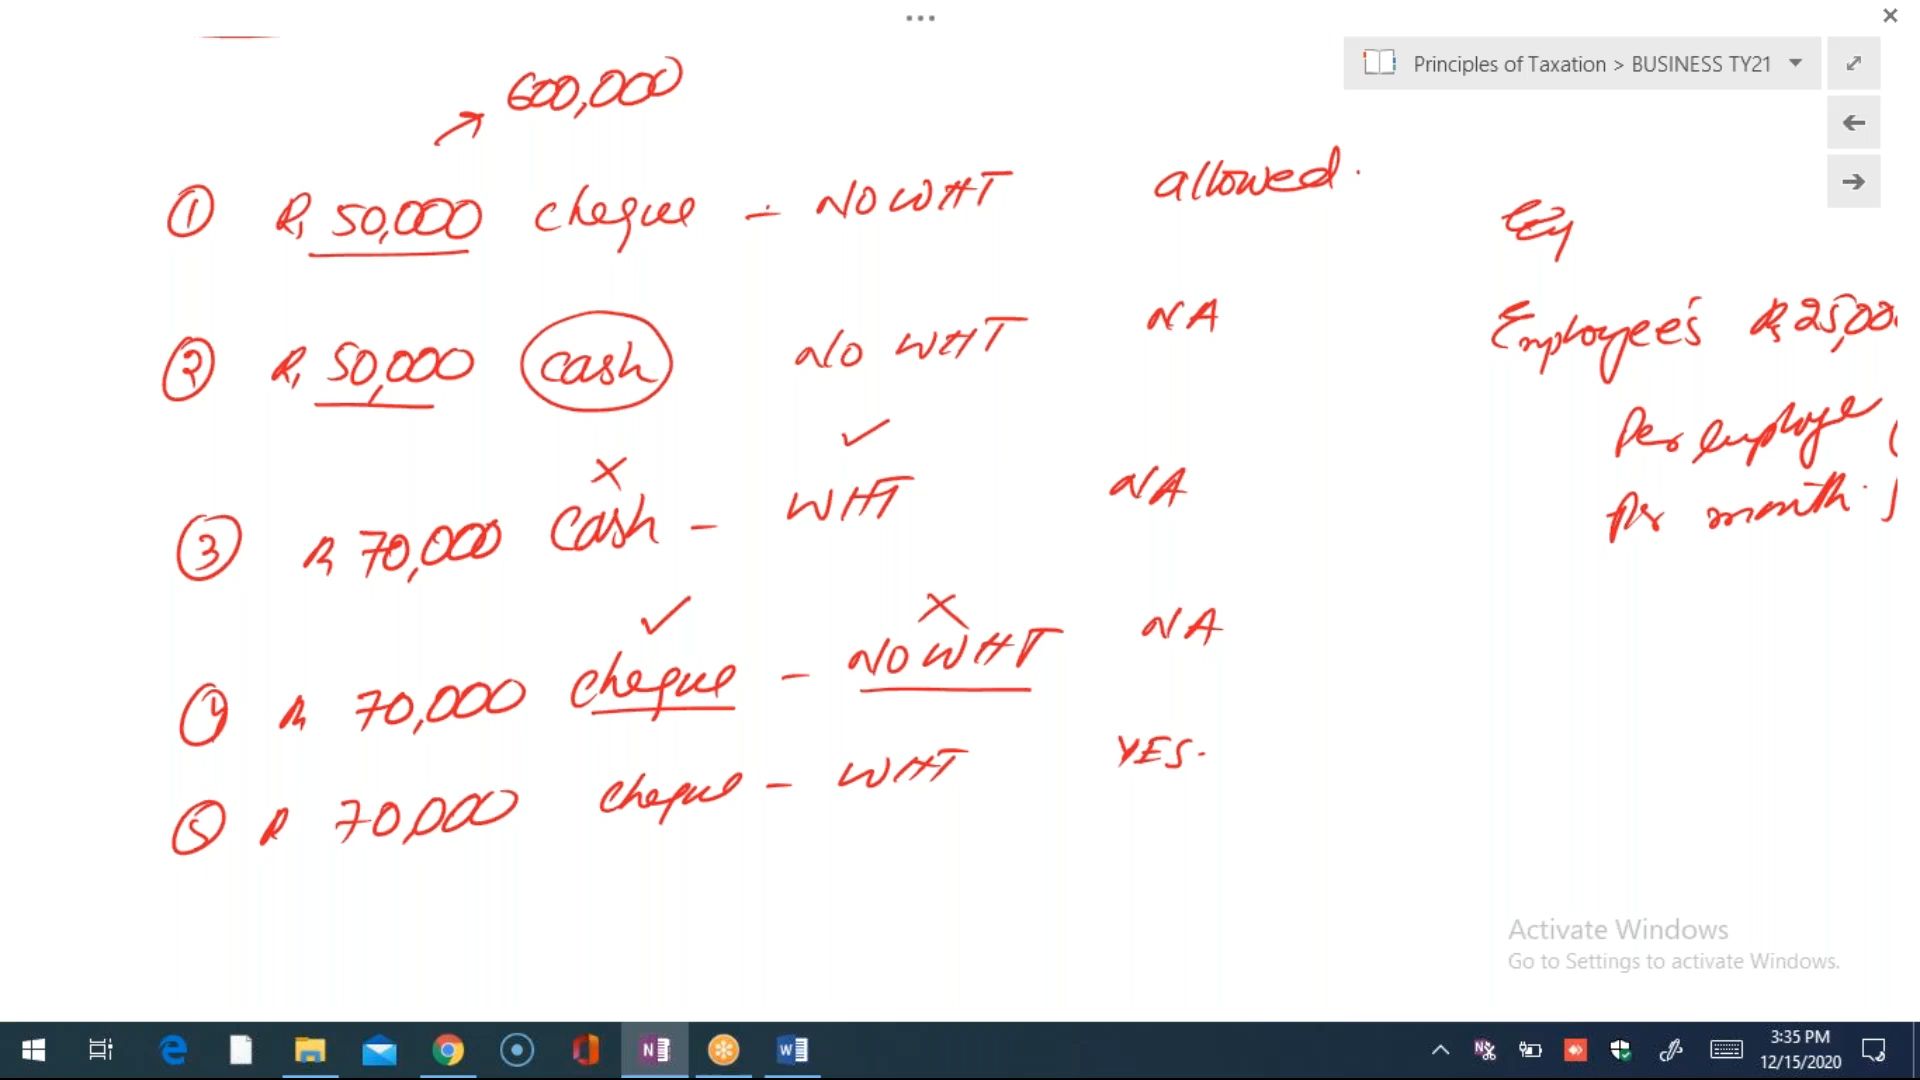 Principles of Taxation > BUSINESS TY21
600,000
① Rs 50,000 cheque - NO WHT allowed.
② Rs 50,000 cash NO WHT NA
③ Rs 70,000 cash - WHT NA
④ Rs 70,000 cheque - NO WHT NA
⑤ Rs 70,000 cheque - WHT YES.
Employee's Rs 25,00
Per employe (
Per month. )
Activate Windows
Go to Settings to activate Windows.
3:35 PM
12/15/2020